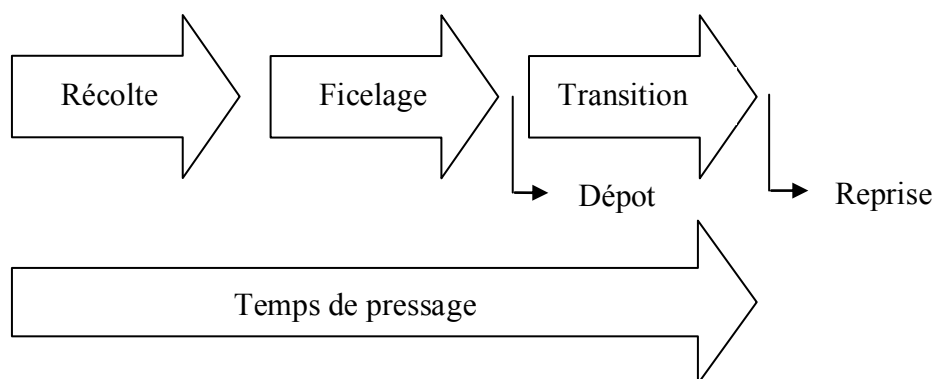 Récolte
Ficelage
Transition
Dépot
Reprise
Temps de pressage